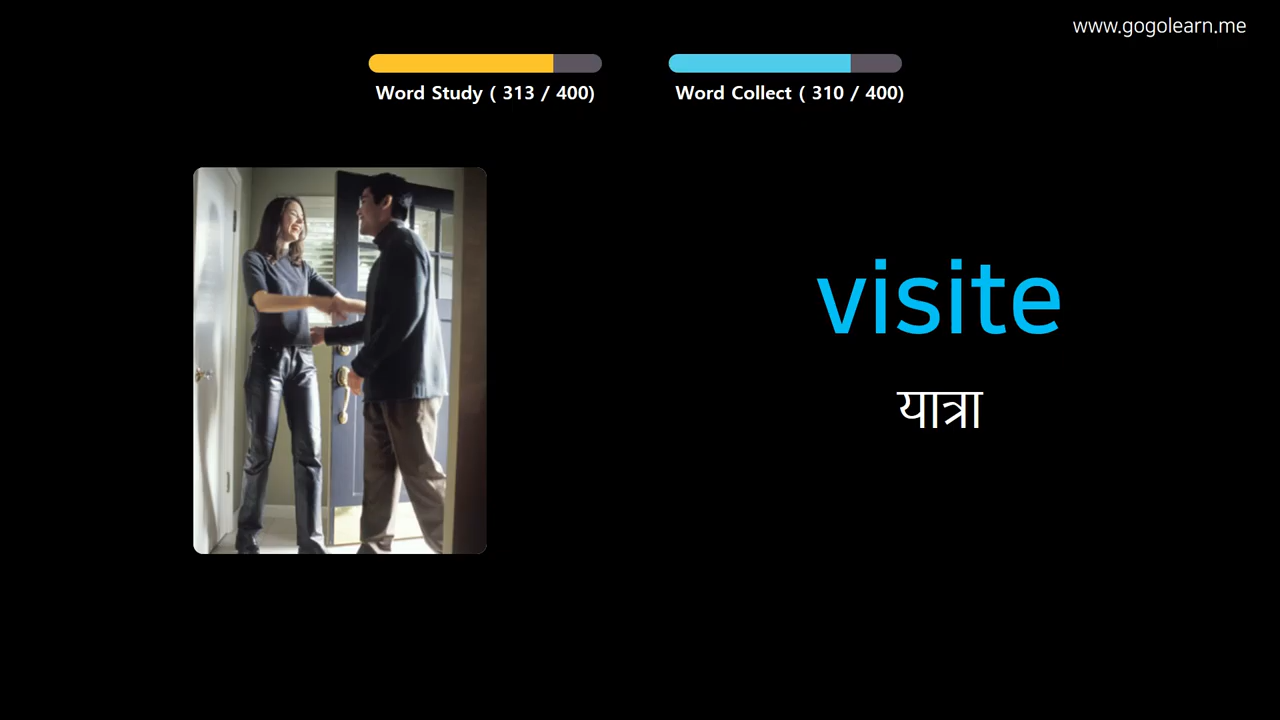 www.gogolearn.me
Word Study ( 313 / 400)
Word Collect ( 310 / 400)
visite
यात्रा